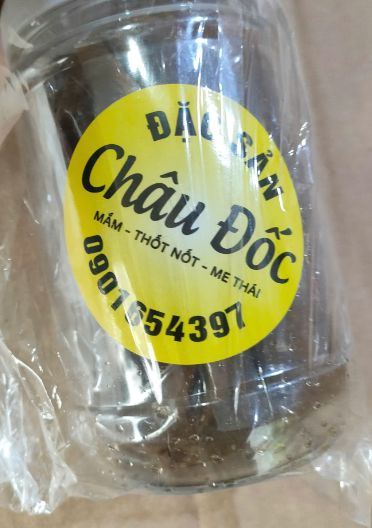 ĐẶC SẢN
Châu Đốc
MẮM - THỐT NỐT - ME THÁI
0901654397